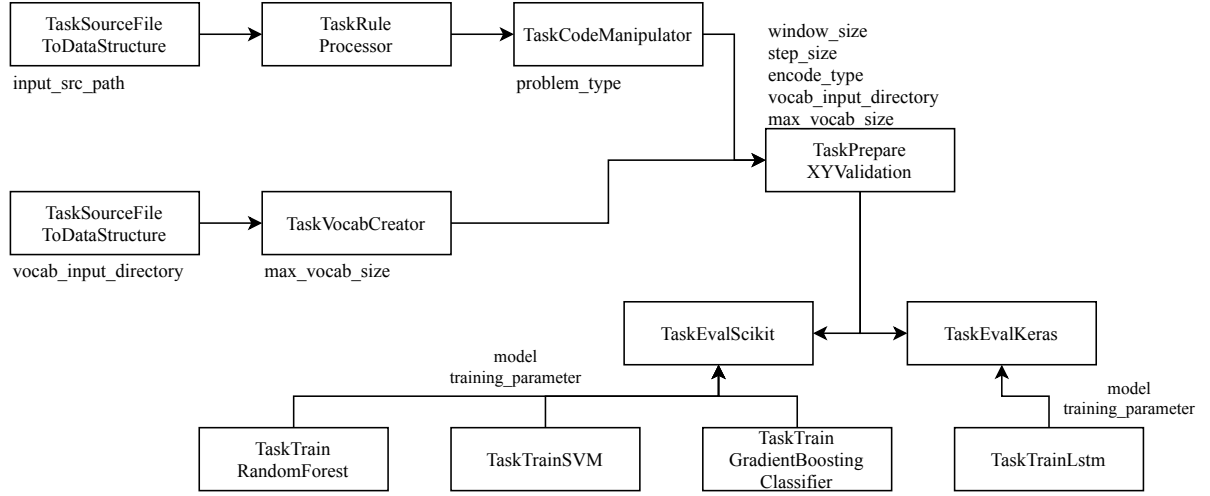 TaskSourceFile
ToDataStructure
input_src_path
TaskRule
Processor
TaskCodeManipulator
problem_type
window_size
step_size
encode_type
vocab_input_directory
max_vocab_size
TaskPrepare
XYValidation
TaskSourceFile
ToDataStructure
vocab_input_directory
TaskVocabCreator
max_vocab_size
TaskEvalScikit
TaskEvalKeras
model
training_parameter
model
training_parameter
TaskTrain
RandomForest
TaskTrainSVM
TaskTrain
GradientBoosting
Classifier
TaskTrainLstm